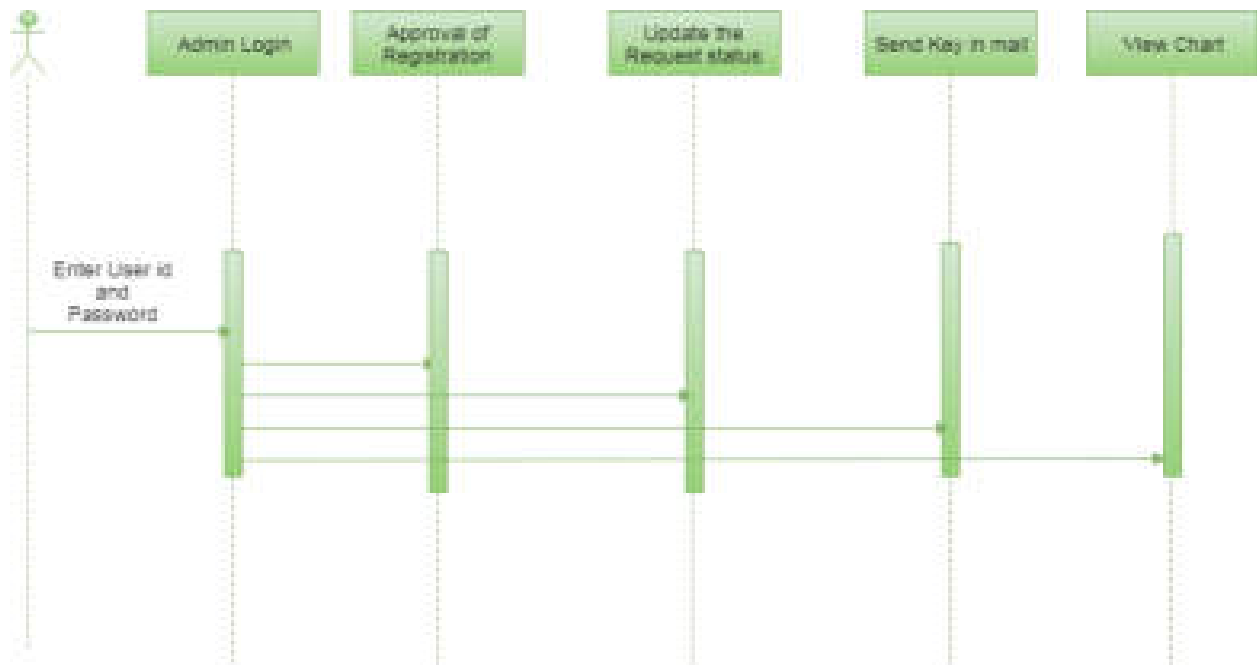 Admin Login
Approval of
Registration
Update the
Request status
Send Key in mail
View Chart
Enter User id
and
Password